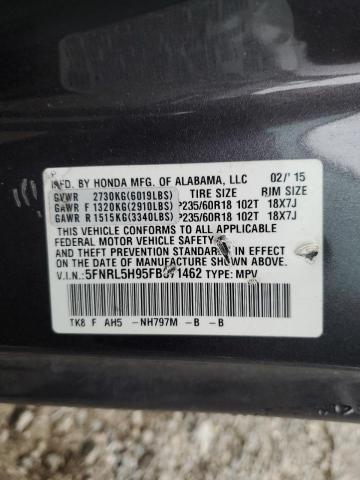 MFD. BY HONDA MFG. OF ALABAMA, LLC 02/'15
GVWR 2730KG(6019LBS) TIRE SIZE RIM SIZE
GAWR F 1320KG(2910LBS) P235/60R18 102T 18X7J
GAWR R 1515KG(3340LBS) P235/60R18 102T 18X7J
THIS VEHICLE CONFORMS TO ALL APPLICABLE
FEDERAL MOTOR VEHICLE SAFETY
AND THEFT PREVENTION STANDARDS IN EFFECT ON THE
DATE OF MANUFACTURE SHOWN ABOVE.
V.I.N.: TYPE: MPV
TK8 F AH5 -NH797M -B -B